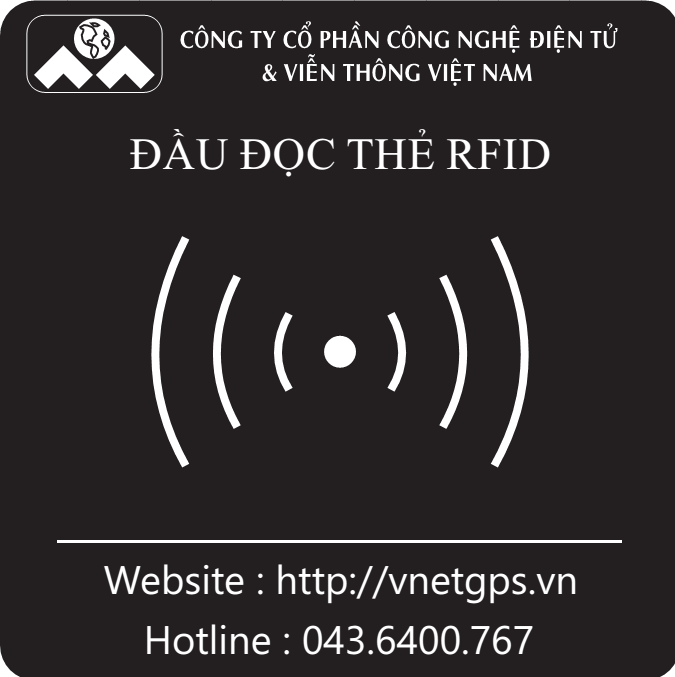 CÔNG TY CỔ PHẦN CÔNG NGHỆ ĐIỆN TỬ
& VIỄN THÔNG VIỆT NAM
ĐẦU ĐỌC THẺ RFID
Website : http://vnetgps.vn
Hotline : 043.6400.767